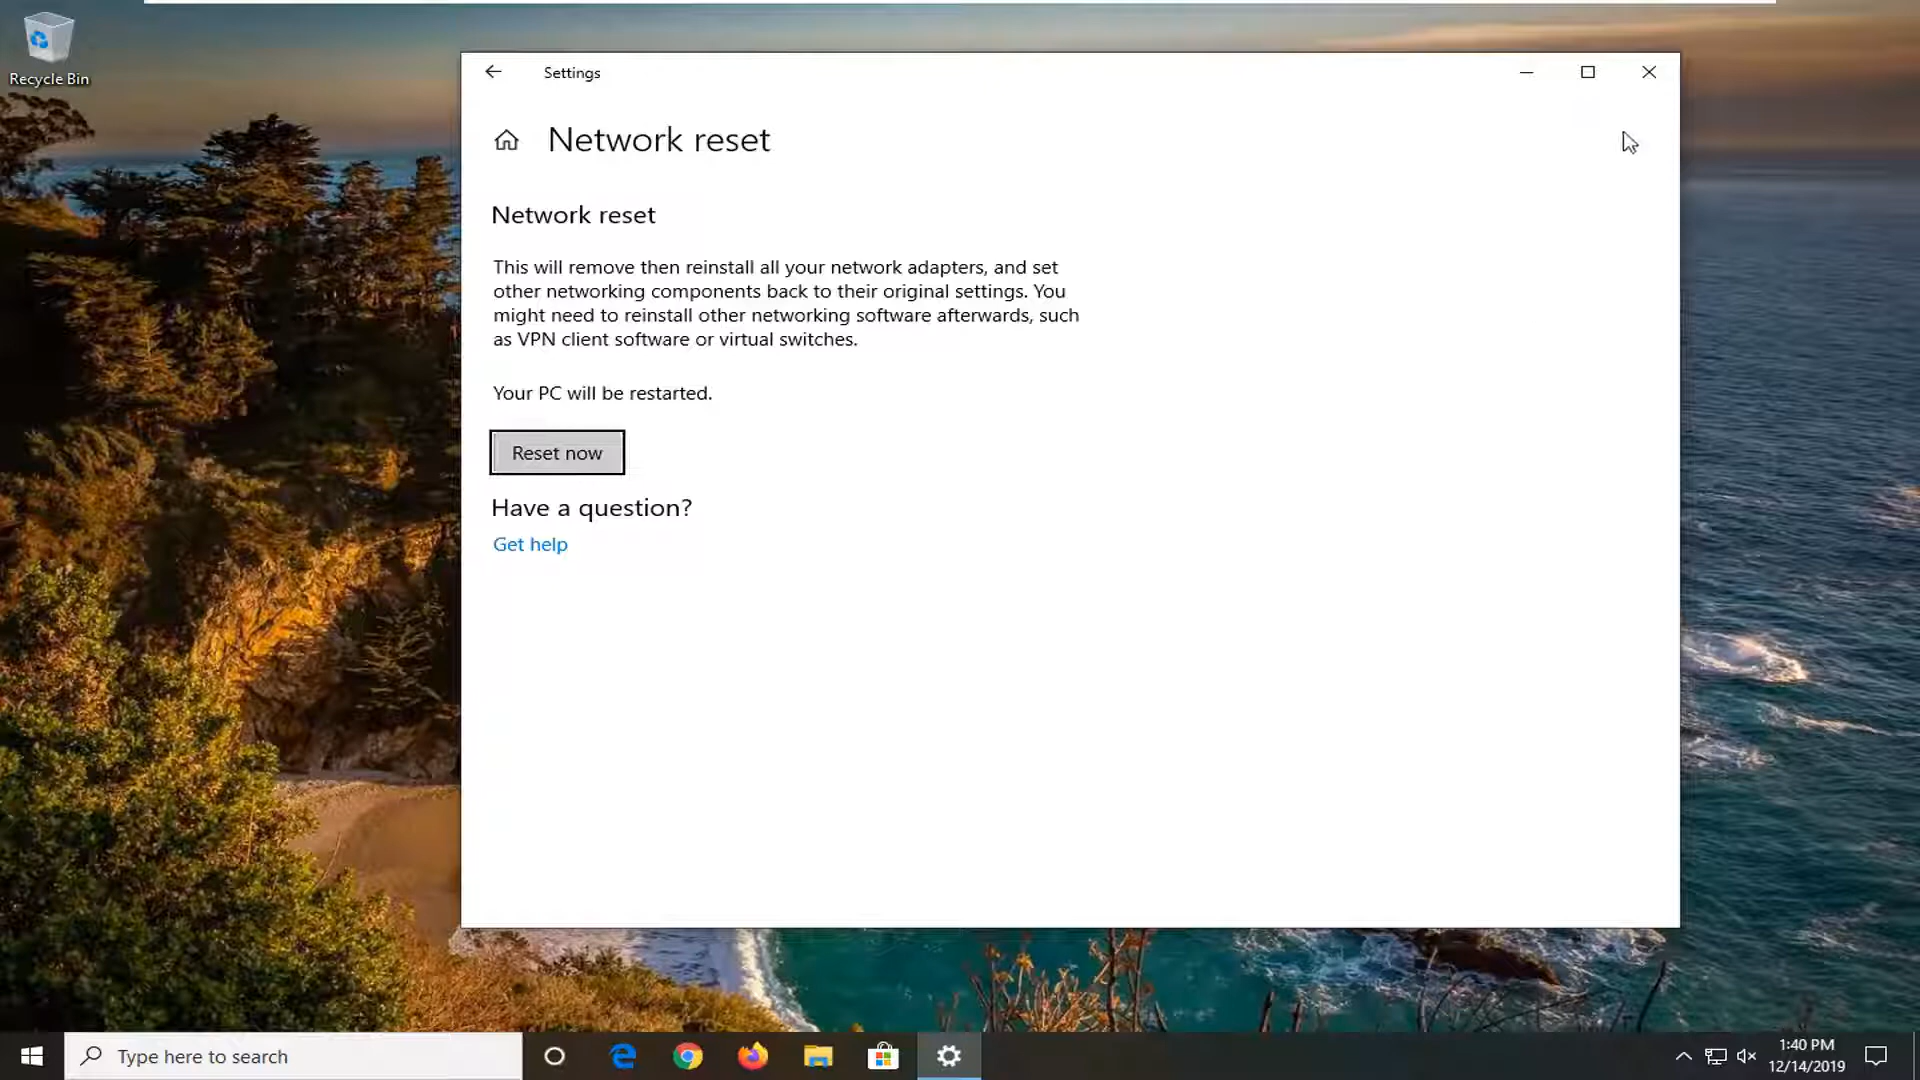 Recycle Bin
Settings
Network reset
Network reset
This will remove then reinstall all your network adapters, and set
other networking components back to their original settings. You
might need to reinstall other networking software afterwards, such
as VPN client software or virtual switches.
Your PC will be restarted.
Reset now
Have a question?
Get help
Type here to search
1:40 PM
12/14/2019